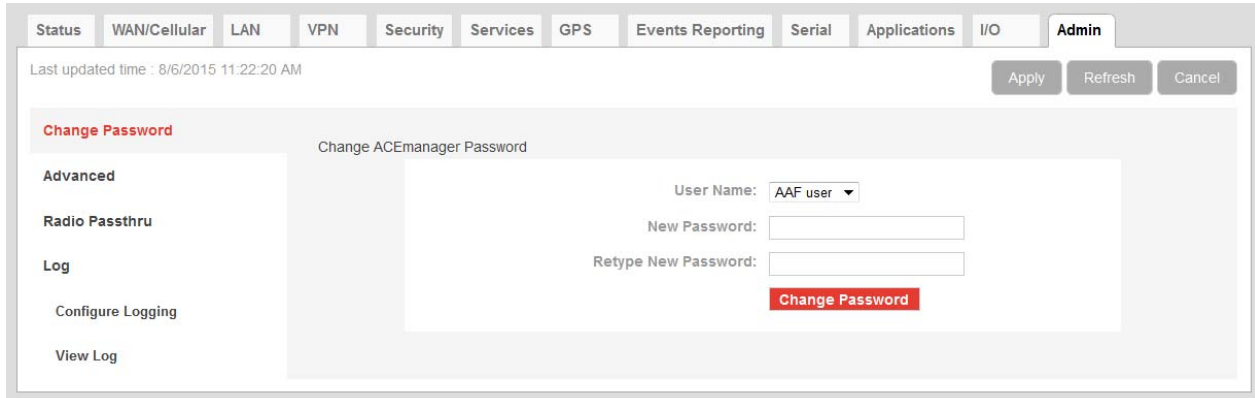 Status WAN/Cellular LAN VPN Security Services GPS Events Reporting Serial Applications I/O Admin
Last updated time : 8/6/2015 11:22:20 AM
Apply Refresh Cancel
Change Password
Advanced
Radio Passthru
Log
Configure Logging
View Log
Change ACEmanager Password
User Name: AAF user
New Password:
Retype New Password:
Change Password